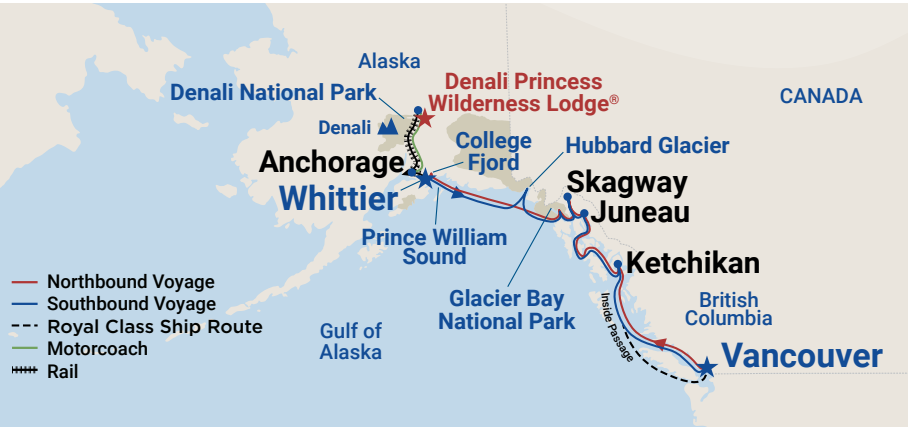 Alaska
Denali Princess
Wilderness Lodge®
Denali National Park
CANADA
Denali
College
Fjord
Hubbard Glacier
Anchorage
Whittier
Skagway
Juneau
Prince William
Sound
Ketchikan
Northbound Voyage
Southbound Voyage
Royal Class Ship Route
Motorcoach
Rail
Glacier Bay
National Park
Inside Passage
British
Columbia
Gulf of
Alaska
Vancouver